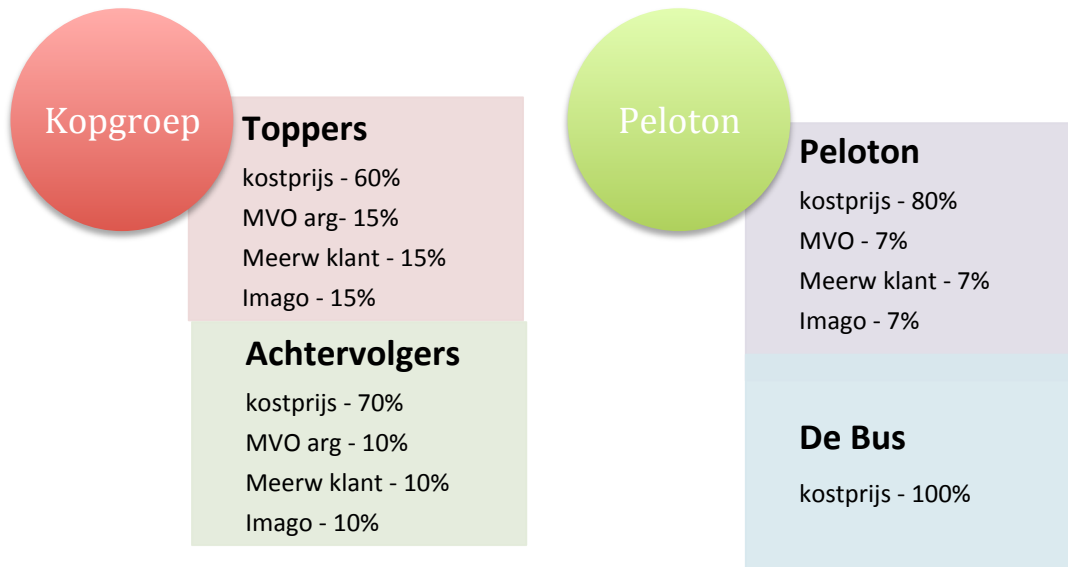 Kopgroep
Toppers
kostprijs - 60%
MVO arg- 15%
Meerw klant - 15%
Imago - 15%
Achtervolgers
kostprijs - 70%
MVO arg - 10%
Meerw klant - 10%
Imago - 10%
Peloton
Peloton
kostprijs - 80%
MVO - 7%
Meerw klant - 7%
Imago - 7%
De Bus
kostprijs - 100%